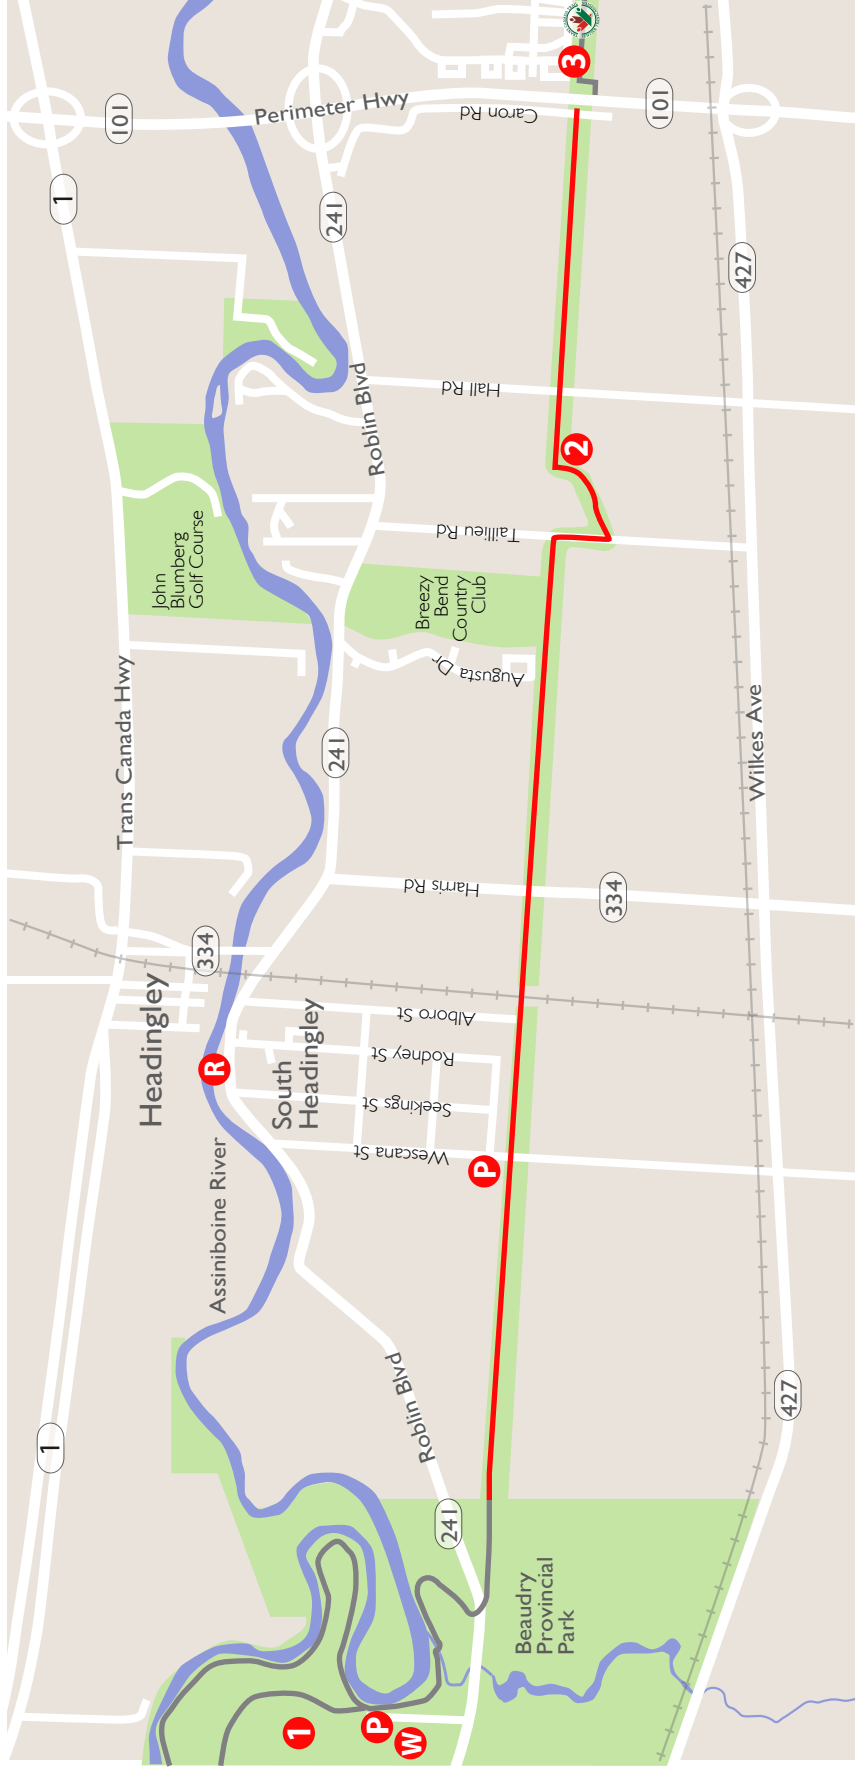 101
Perimeter Hwy
Caron Rd
3
101
1
241
427
Hall Rd
Roblin Blvd
2
Taillieu Rd
John
Blumberg
Golf Course
Breezy
Bend
Country
Club
Augusta Dr
Trans Canada Hwy
241
Wilkes Ave
Harris Rd
334
334
Headingley
South
Headingley
Alboro St
Rodney St
R
Seekings St
Wescana St
P
Assiniboine River
Roblin Blvd
427
1
241
Beaudry
Provincial
Park
1
P
W